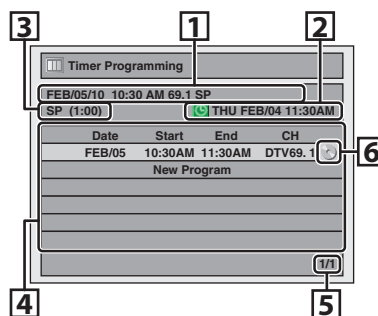 3 1 2
Timer Programming
FEB/05/10 10:30 AM 69.1 SP
SP (1:00) THU FEB/04 11:30AM
Date Start End CH
FEB/05 10:30AM 11:30AM DTV69. 1 6
New Program
1/1
4 5